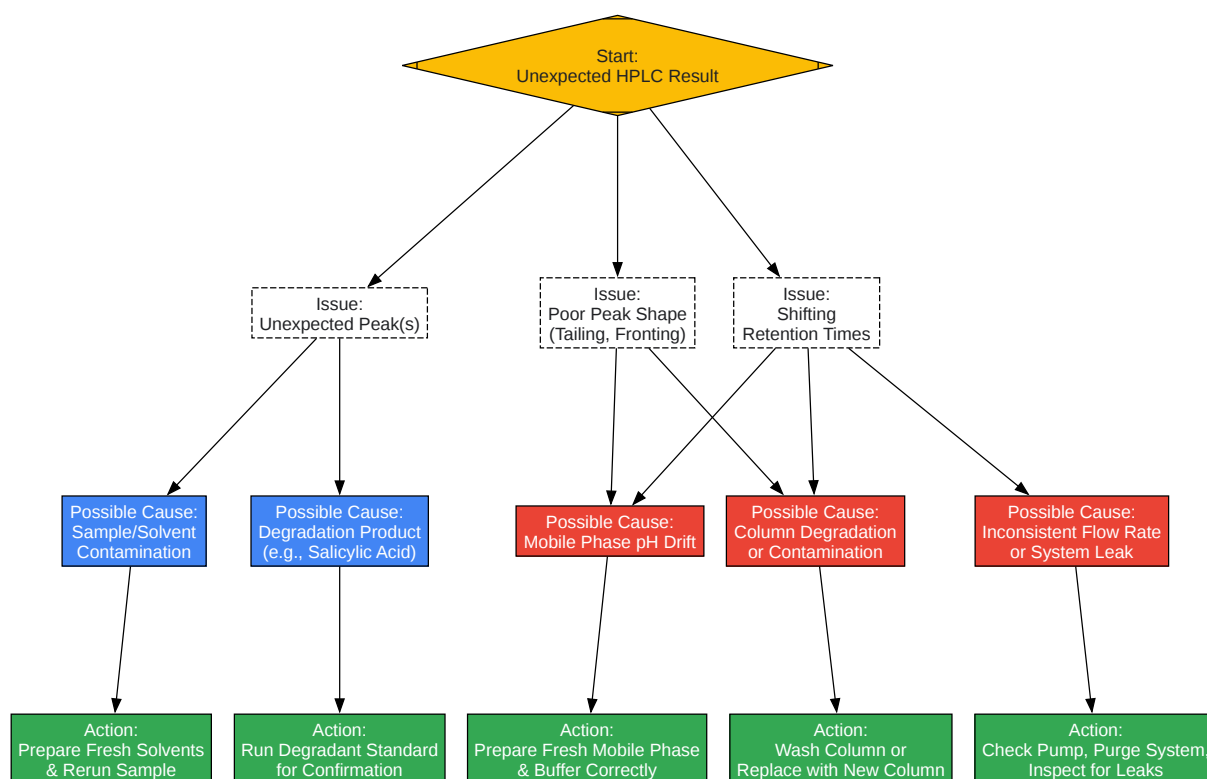 Start:
Unexpected HPLC Result
Issue:
Unexpected Peak(s)
Issue:
Poor Peak Shape
(Tailing, Fronting)
Issue:
Shifting
Retention Times
Possible Cause:
Sample/Solvent
Contamination
Possible Cause:
Degradation Product
(e.g., Salicylic Acid)
Possible Cause:
Mobile Phase pH Drift
Possible Cause:
Column Degradation
or Contamination
Possible Cause:
Inconsistent Flow Rate
or System Leak
Action:
Prepare Fresh Solvents
& Rerun Sample
Action:
Run Degradant Standard
for Confirmation
Action:
Prepare Fresh Mobile Phase
& Buffer Correctly
Action:
Wash Column or
Replace with New Column
Action:
Check Pump, Purge System,
Inspect for Leaks